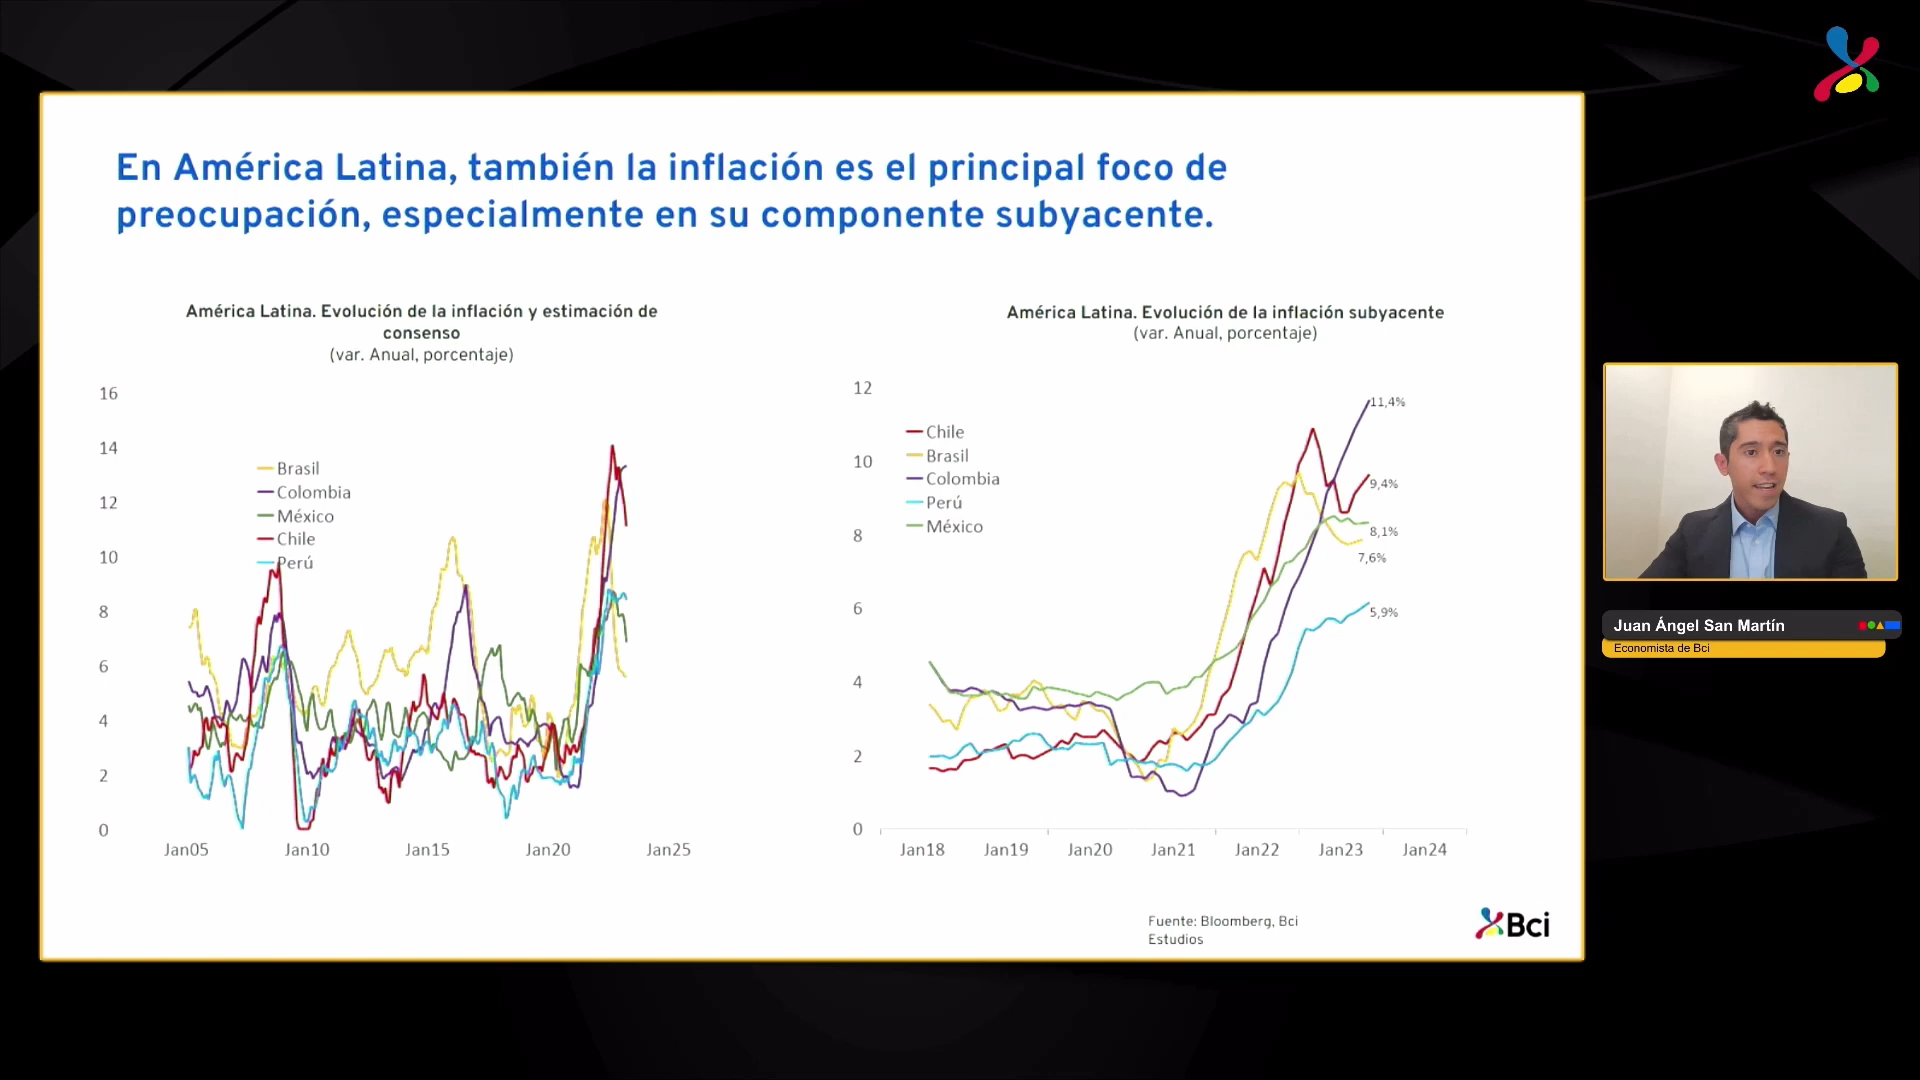 En América Latina, también la inflación es el principal foco de
preocupación, especialmente en su componente subyacente.
América Latina. Evolución de la inflación y estimación de
consenso
(var. Anual, porcentaje)
16
14
12
10
8
6
4
2
0
Brasil
Colombia
México
Chile
Perú
Jan05 Jan10 Jan15 Jan20 Jan25
América Latina. Evolución de la inflación subyacente
(var. Anual, porcentaje)
12
10
8
6
4
2
0
Chile
Brasil
Colombia
Perú
México
11,4%
9,4%
8,1%
7,6%
5,9%
Jan18 Jan19 Jan20 Jan21 Jan22 Jan23 Jan24
Fuente: Bloomberg, Bci
Estudios
Bci
Juan Ángel San Martín
Economista de Bci